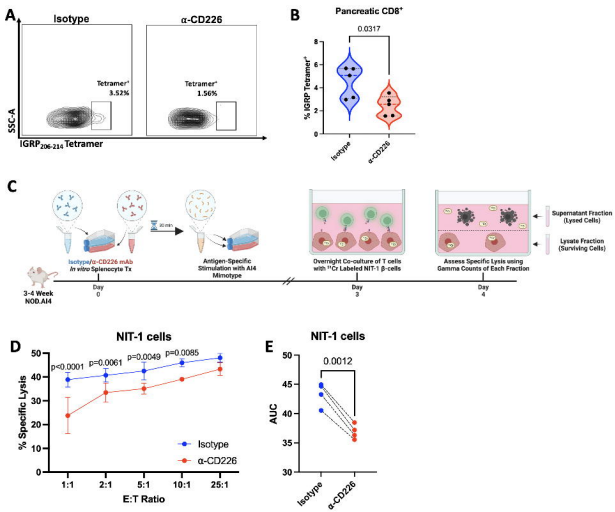 A
Isotype
α-CD226
Tetramer⁺
3.52%
Tetramer⁺
1.56%
SSC-A
IGRP₂₀₆₋₂₁₄ Tetramer
B
Pancreatic CD8⁺
0.0317
% IGRP Tetramer⁺
8
6
4
2
0
Isotype
α-CD226
C
30 min
Isotype/α-CD226 mAb
In vitro Splenocyte Tx
Antigen-Specific
Stimulation with AI4
Mimotype
Overnight Co-culture of T cells
with ⁵¹Cr Labeled NIT-1 β-cells
Assess Specific Lysis using
Gamma Counts of Each Fraction
Supernatant Fraction
(Lysed Cells)
Lysate Fraction
(Surviving Cells)
3-4 Week
NOD.AI4
Day
0
Day
3
Day
4
D
NIT-1 cells
% Specific Lysis
50
40
30
20
10
0
p<0.0001
p=0.0061
p=0.0049
p=0.0085
Isotype
α-CD226
1:1
2:1
5:1
10:1
25:1
E:T Ratio
E
NIT-1 cells
0.0012
AUC
45
40
35
30
Isotype
α-CD226